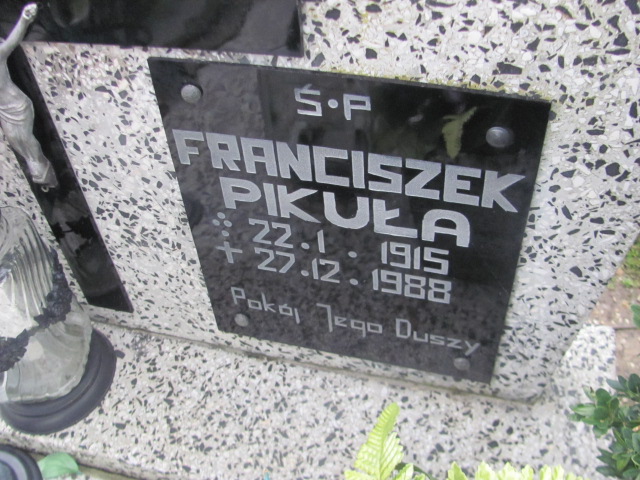 Ś·P
FRANCISZEK
PIKUŁA
⁘ 22.1.1915
+ 27.12.1988
Pokój Jego Duszy